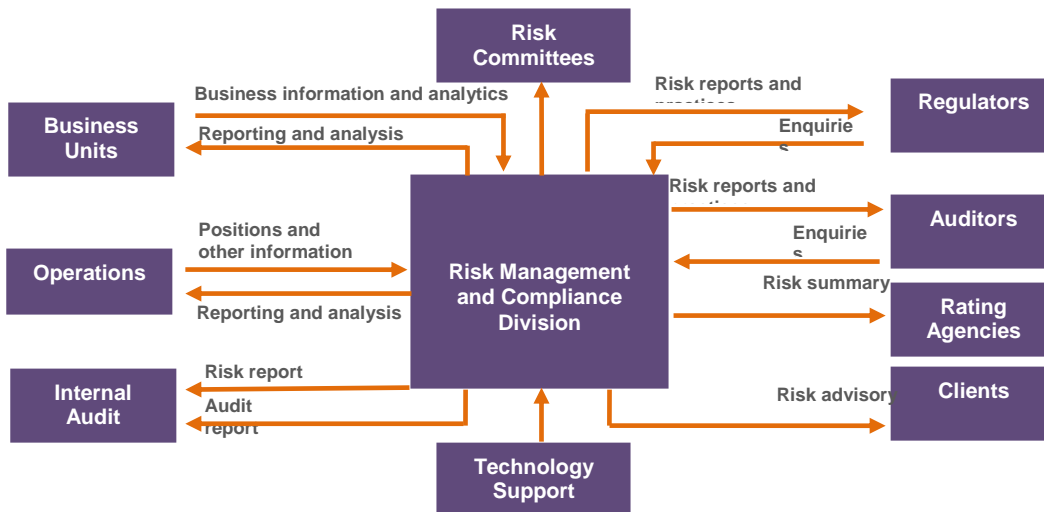 Risk
Committees
Business information and analytics
Risk reports and
practices
Regulators
Business
Units
Reporting and analysis
Enquirie
s
Risk reports and
Auditors
Positions and
other information
Enquirie
s
Operations
Risk Management
and Compliance
Division
Risk summary
Reporting and analysis
Rating
Agencies
Risk report
Internal
Audit
Audit
report
Risk advisory
Clients
Technology
Support